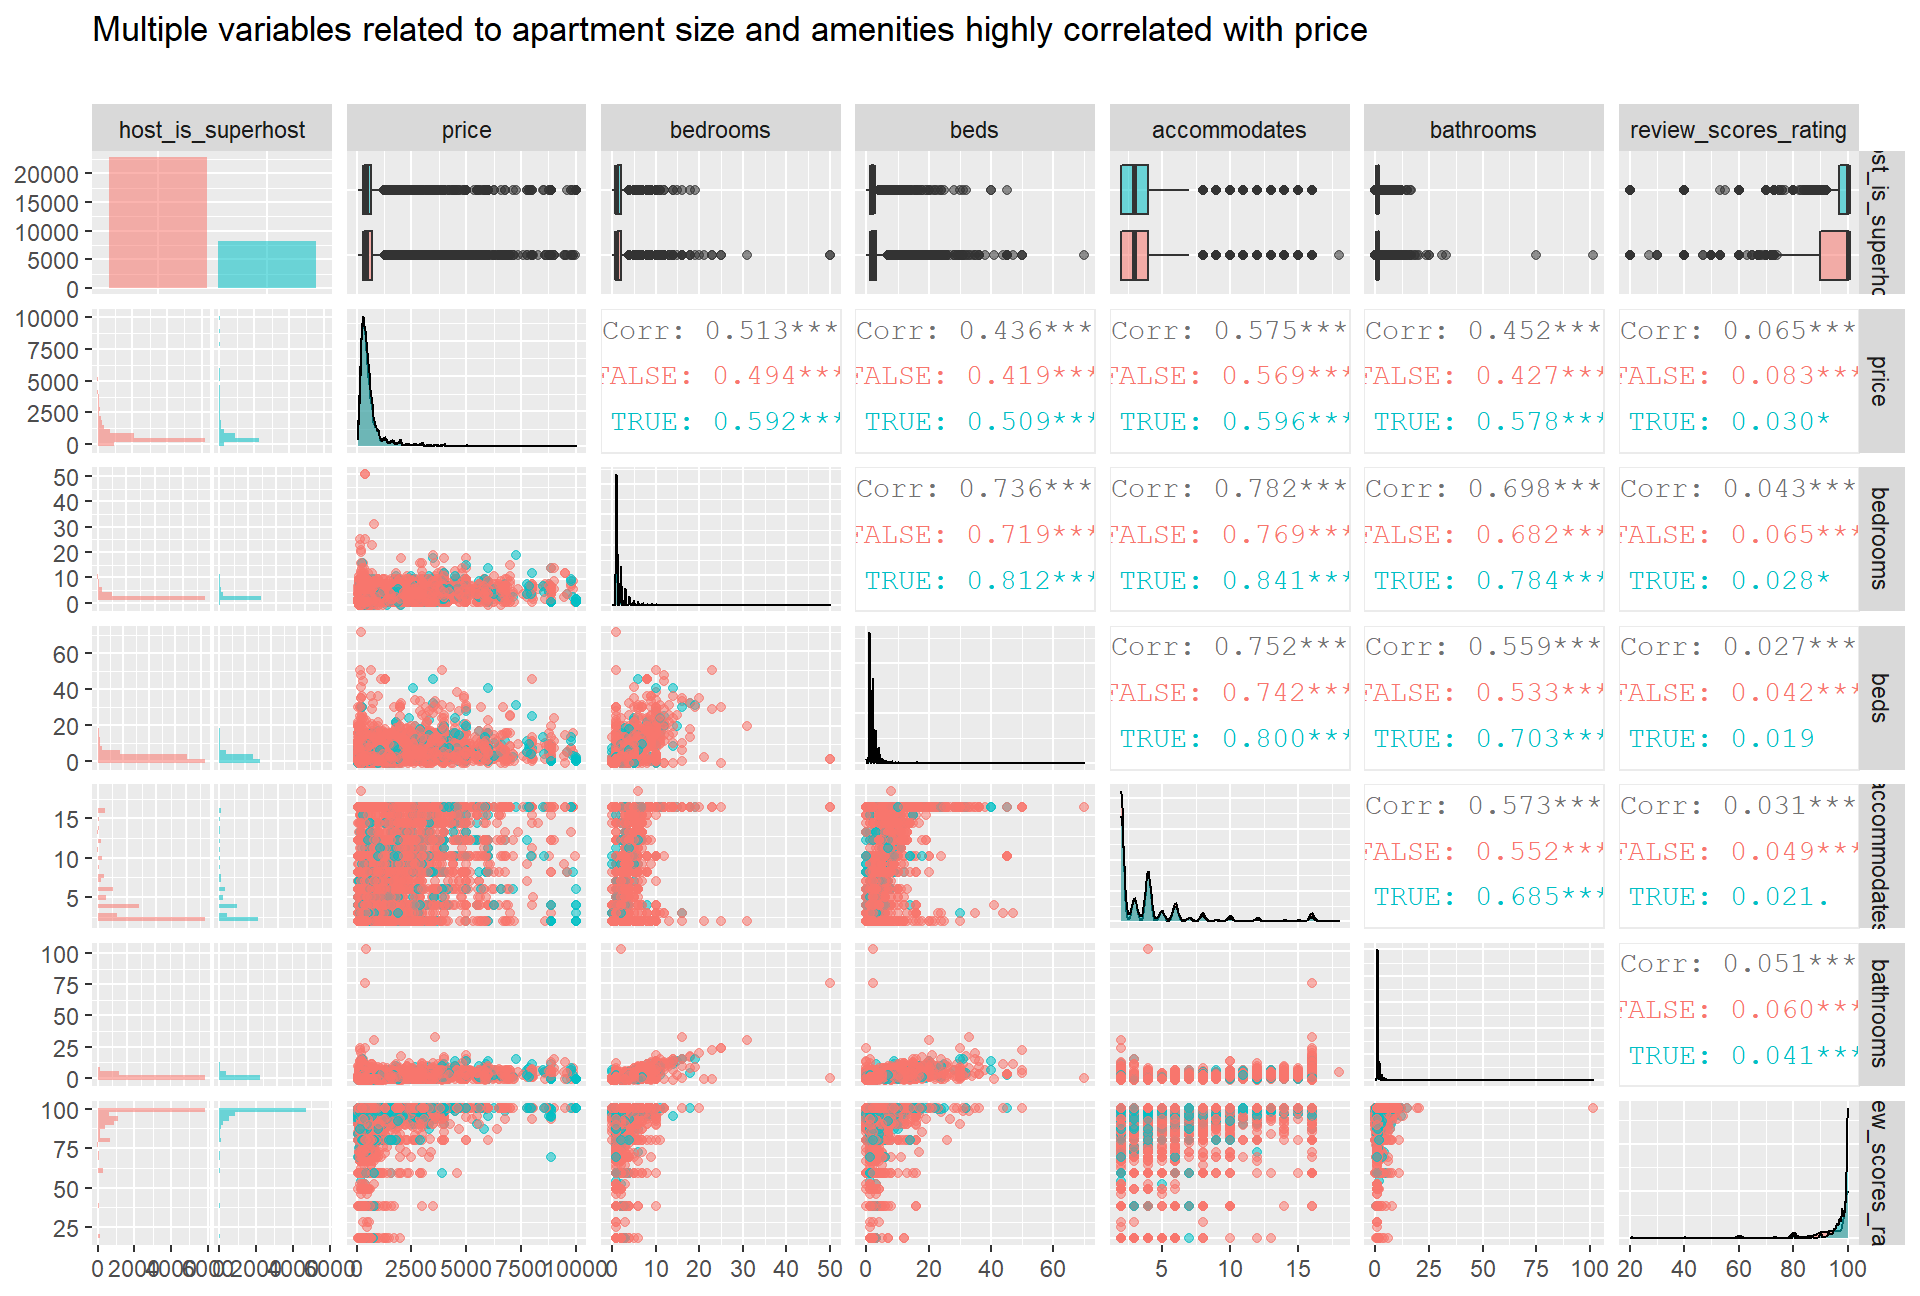 Multiple variables related to apartment size and amenities highly correlated with price
host_is_superhost price bedrooms beds accommodates bathrooms review_scores_rating
20000
15000
10000
5000
0
ost_is_superho
10000
7500
5000
2500
0
Corr: 0.513*** Corr: 0.436*** Corr: 0.575*** Corr: 0.452*** Corr: 0.065***
FALSE: 0.494*** FALSE: 0.419*** FALSE: 0.569*** FALSE: 0.427*** FALSE: 0.083***
TRUE: 0.592*** TRUE: 0.509*** TRUE: 0.596*** TRUE: 0.578*** TRUE: 0.030*
price
50
40
30
20
10
0
Corr: 0.736*** Corr: 0.782*** Corr: 0.698*** Corr: 0.043***
FALSE: 0.719*** FALSE: 0.769*** FALSE: 0.682*** FALSE: 0.065***
TRUE: 0.812*** TRUE: 0.841*** TRUE: 0.784*** TRUE: 0.028*
bedrooms
60
40
20
0
Corr: 0.752*** Corr: 0.559*** Corr: 0.027***
FALSE: 0.742*** FALSE: 0.533*** FALSE: 0.042***
TRUE: 0.800*** TRUE: 0.703*** TRUE: 0.019
beds
15
10
5
Corr: 0.573*** Corr: 0.031***
FALSE: 0.552*** FALSE: 0.049***
TRUE: 0.685*** TRUE: 0.021.
accommodates
100
75
50
25
0
Corr: 0.051***
FALSE: 0.060***
TRUE: 0.041***
bathrooms
100
75
50
25
ew_scores_ra
0 2000 4000 6000 0 2000 4000 6000 0 2500 5000 7500 10000 0 10 20 30 40 50 0 20 40 60 5 10 15 0 25 50 75 100 20 40 60 80 100